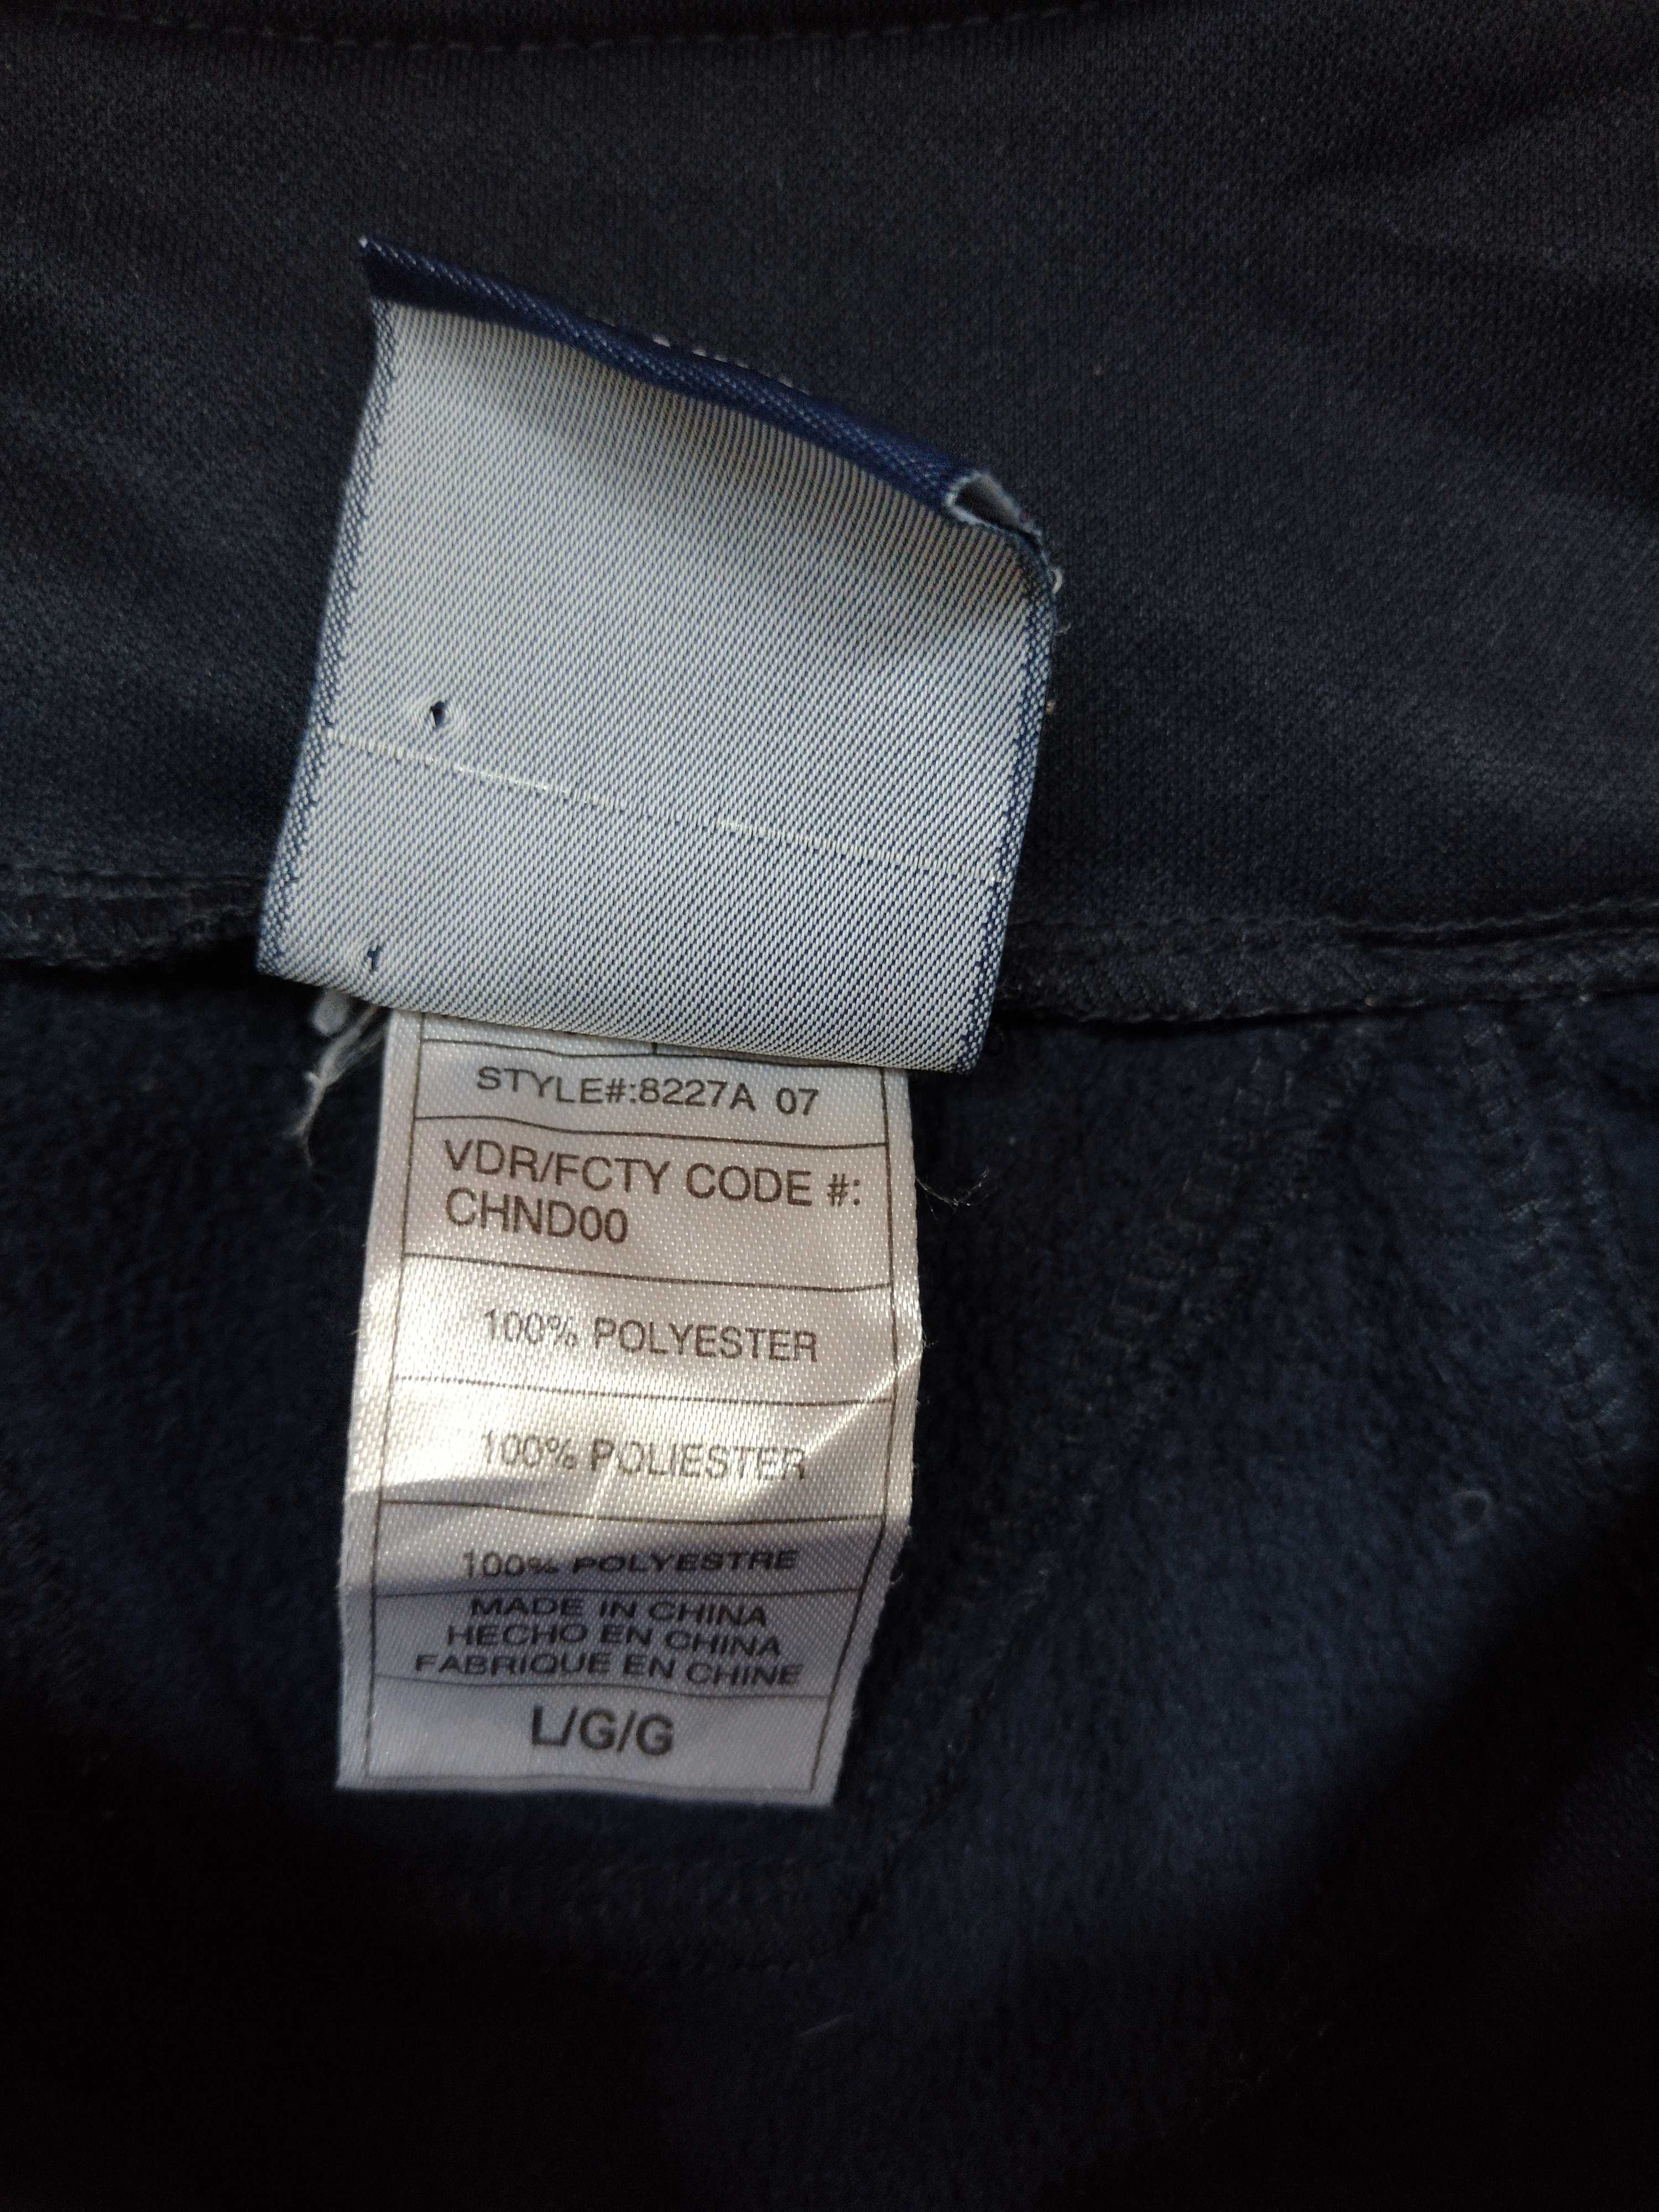 STYLE#:8227A 07
VDR/FCTY CODE #:
CHND00
100% POLYESTER
100% POLIESTER
100% POLYESTRE
MADE IN CHINA
HECHO EN CHINA
FABRIQUE EN CHINE
L/G/G